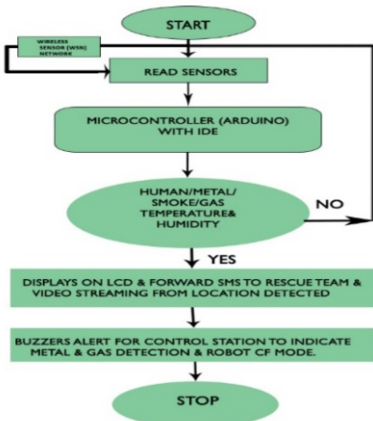 START
WIRELESS
SENSOR (WSN)
NETWORK
READ SENSORS
MICROCONTROLLER (ARDUINO)
WITH IDE
HUMAN/METAL/
SMOKE/GAS
TEMPERATURE&
HUMIDITY
NO
YES
DISPLAYS ON LCD & FORWARD SMS TO RESCUE TEAM &
VIDEO STREAMING FROM LOCATION DETECTED
BUZZERS ALERT FOR CONTROL STATION TO INDICATE
METAL & GAS DETECTION & ROBOT CF MODE.
STOP